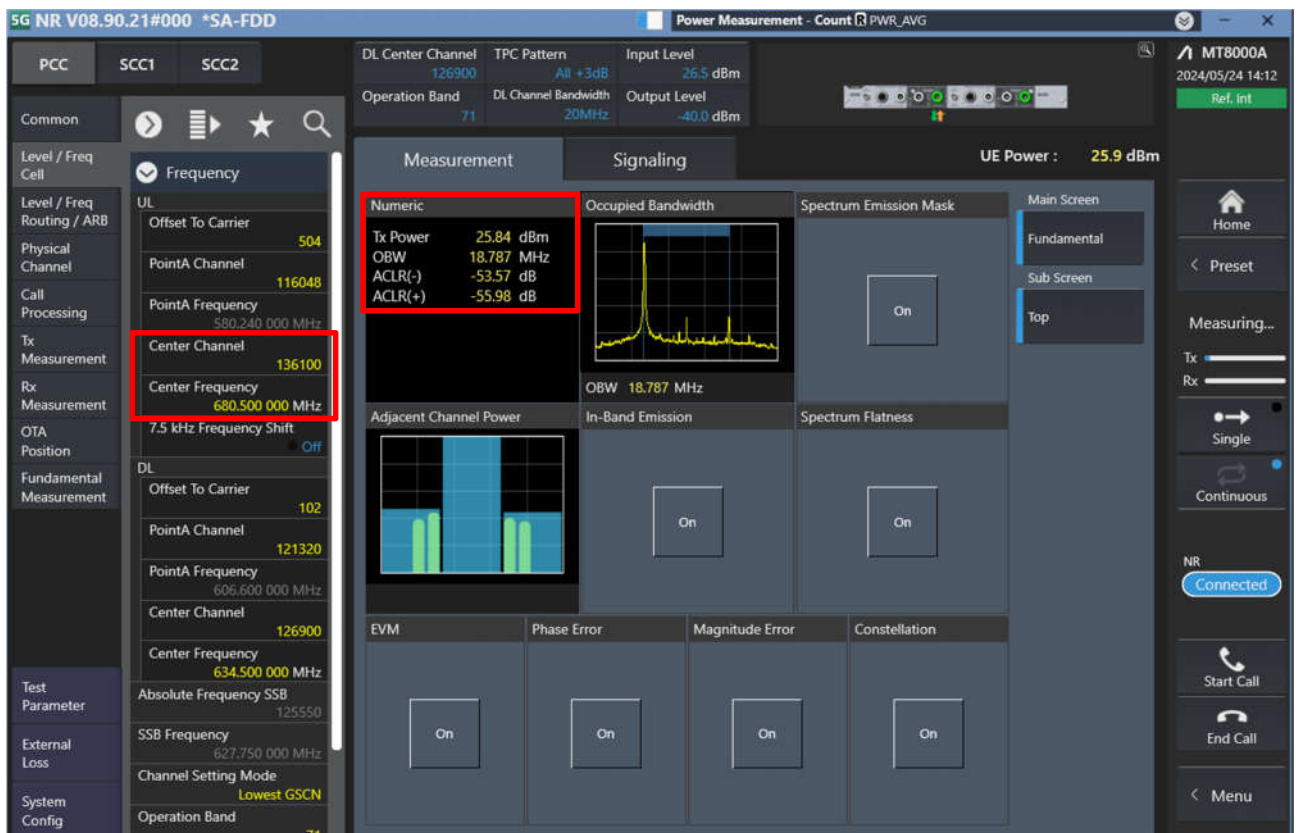 5G NR V08.90.21#000 *SA-FDD
Power Measurement - Count R PWR_AVG
PCC
SCC1
SCC2
DL Center Channel
126900
TPC Pattern
All +3dB
Input Level
26.5 dBm
Operation Band
71
DL Channel Bandwidth
20MHz
Output Level
-40.0 dBm
MT8000A
2024/05/24 14:12
Ref. Int
Common
Level / Freq
Cell
Level / Freq
Routing / ARB
Physical
Channel
Call
Processing
Tx
Measurement
Rx
Measurement
OTA
Position
Fundamental
Measurement
Test
Parameter
External
Loss
System
Config
Frequency
UL
Offset To Carrier
504
PointA Channel
116048
PointA Frequency
580.240 000 MHz
Center Channel
136100
Center Frequency
680.500 000 MHz
7.5 kHz Frequency Shift
Off
DL
Offset To Carrier
102
PointA Channel
121320
PointA Frequency
606.600 000 MHz
Center Channel
126900
Center Frequency
634.500 000 MHz
Absolute Frequency SSB
125550
SSB Frequency
627.750 000 MHz
Channel Setting Mode
Lowest GSCN
Operation Band
71
Measurement
Signaling
UE Power : 25.9 dBm
Numeric
Tx Power 25.84 dBm
OBW 18.787 MHz
ACLR(-) -53.57 dB
ACLR(+) -55.98 dB
Occupied Bandwidth
OBW 18.787 MHz
Spectrum Emission Mask
On
Adjacent Channel Power
In-Band Emission
On
Spectrum Flatness
On
EVM
On
Phase Error
On
Magnitude Error
On
Constellation
On
Main Screen
Fundamental
Sub Screen
Top
Home
< Preset
Measuring...
Tx
Rx
Single
Continuous
NR
Connected
Start Call
End Call
< Menu